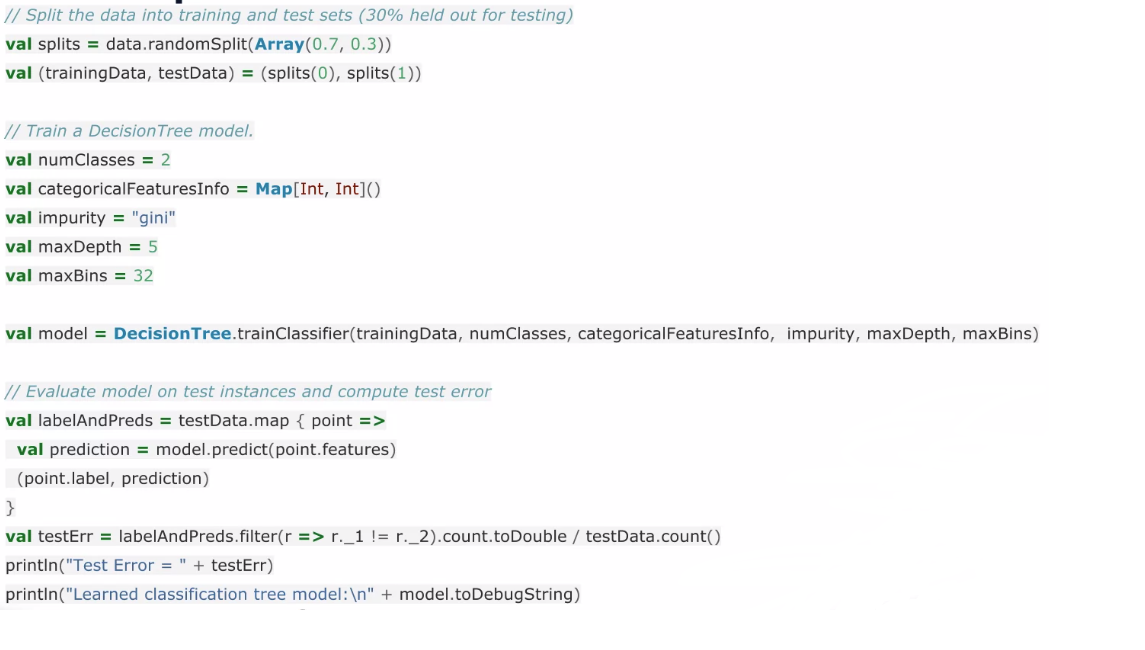 // Split the data into training and test sets (30% held out for testing)
val splits = data.randomSplit(Array(0.7, 0.3))
val (trainingData, testData) = (splits(0), splits(1))
// Train a DecisionTree model.
val numClasses = 2
val categoricalFeaturesInfo = Map[Int, Int]()
val impurity = "gini"
val maxDepth = 5
val maxBins = 32
val model = DecisionTree.trainClassifier(trainingData, numClasses, categoricalFeaturesInfo,  impurity, maxDepth, maxBins)
// Evaluate model on test instances and compute test error
val labelAndPreds = testData.map { point =>
  val prediction = model.predict(point.features)
  (point.label, prediction)
}
val testErr = labelAndPreds.filter(r => r._1 != r._2).count.toDouble / testData.count()
println("Test Error = " + testErr)
println("Learned classification tree model:\n" + model.toDebugString)